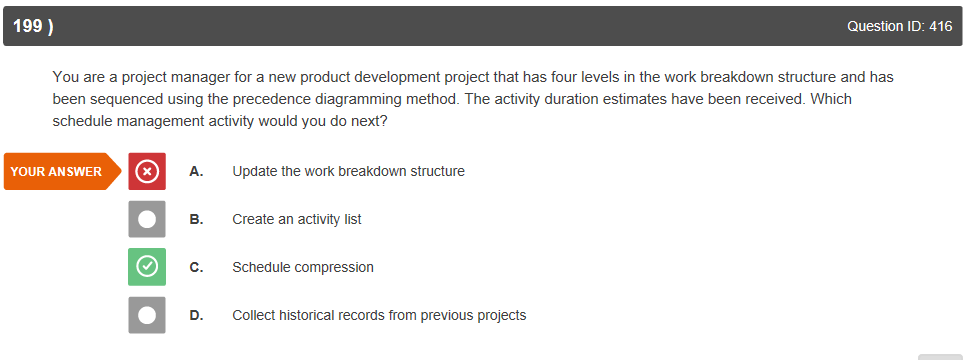 199 )
Question ID: 416
You are a project manager for a new product development project that has four levels in the work breakdown structure and has
been sequenced using the precedence diagramming method. The activity duration estimates have been received. Which
schedule management activity would you do next?
YOUR ANSWER
A. Update the work breakdown structure
B. Create an activity list
C. Schedule compression
D. Collect historical records from previous projects